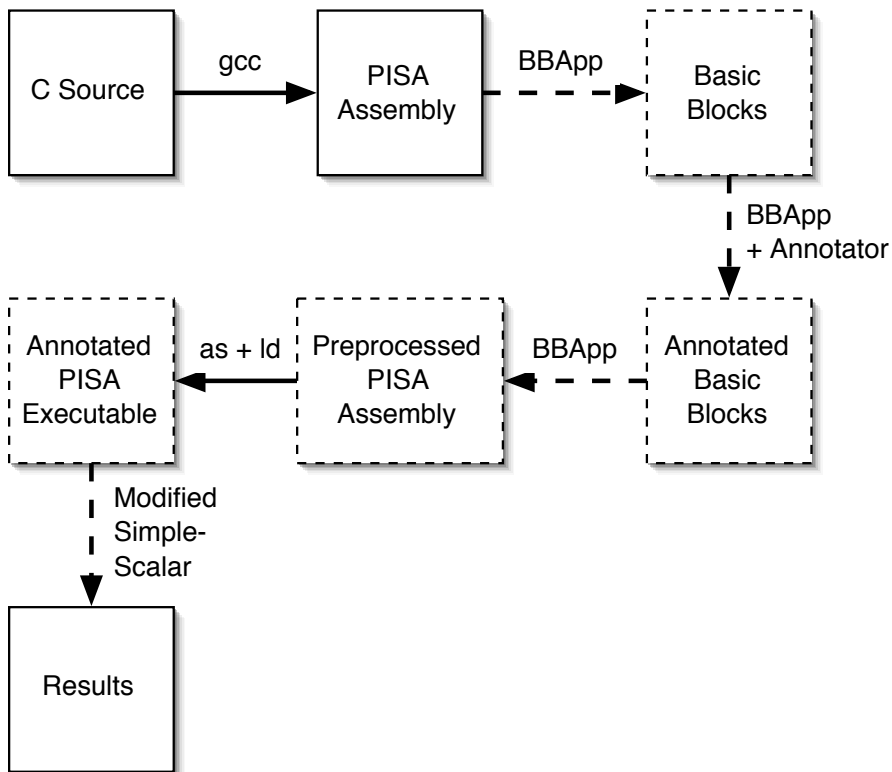 C Source
gcc
PISA
Assembly
BBApp
Basic
Blocks
BBApp
+ Annotator
Annotated
PISA
Executable
as + ld
Preprocessed
PISA
Assembly
BBApp
Annotated
Basic
Blocks
Modified
Simple-
Scalar
Results